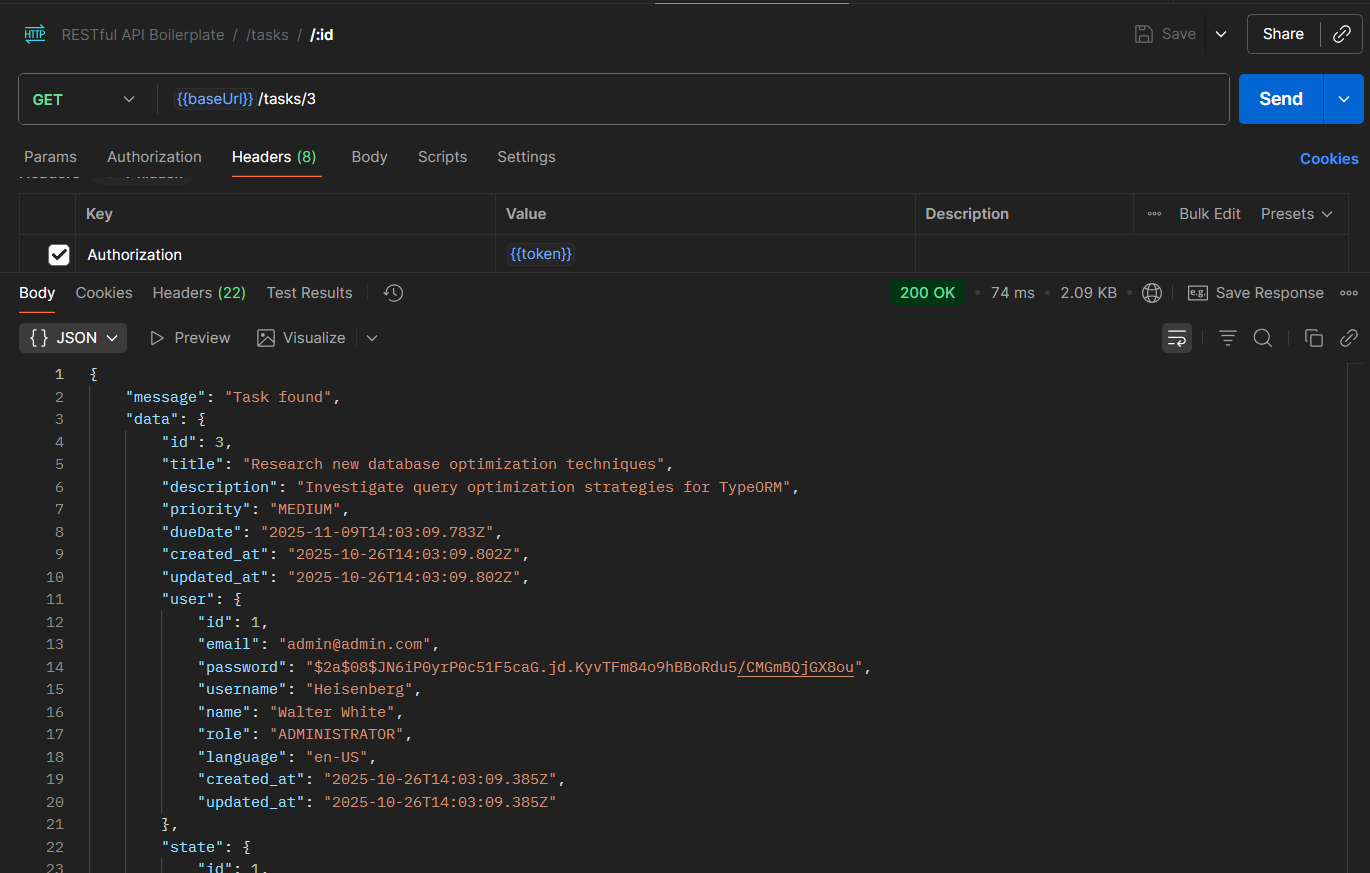 HTTP RESTful API Boilerplate / /tasks / /:id Save Share
GET {{baseUrl}} /tasks/3 Send
Params Authorization Headers (8) Body Scripts Settings Cookies
Key Value Description Bulk Edit Presets
Authorization {{token}}
Body Cookies Headers (22) Test Results 200 OK • 74 ms • 2.09 KB • e.g. Save Response
{} JSON Preview Visualize
1 {
2 "message": "Task found",
3 "data": {
4 "id": 3,
5 "title": "Research new database optimization techniques",
6 "description": "Investigate query optimization strategies for TypeORM",
7 "priority": "MEDIUM",
8 "dueDate": "2025-11-09T14:03:09.783Z",
9 "created_at": "2025-10-26T14:03:09.802Z",
10 "updated_at": "2025-10-26T14:03:09.802Z",
11 "user": {
12 "id": 1,
13 "email": "admin@admin.com",
14 "password": "$2a$08$JN6iP0yrP0c51F5caG.jd.KyvTFm84o9hBBoRdu5/CMGmBQjGX8ou",
15 "username": "Heisenberg",
16 "name": "Walter White",
17 "role": "ADMINISTRATOR",
18 "language": "en-US",
19 "created_at": "2025-10-26T14:03:09.385Z",
20 "updated_at": "2025-10-26T14:03:09.385Z"
21 },
22 "state": {
23 "id": 1,